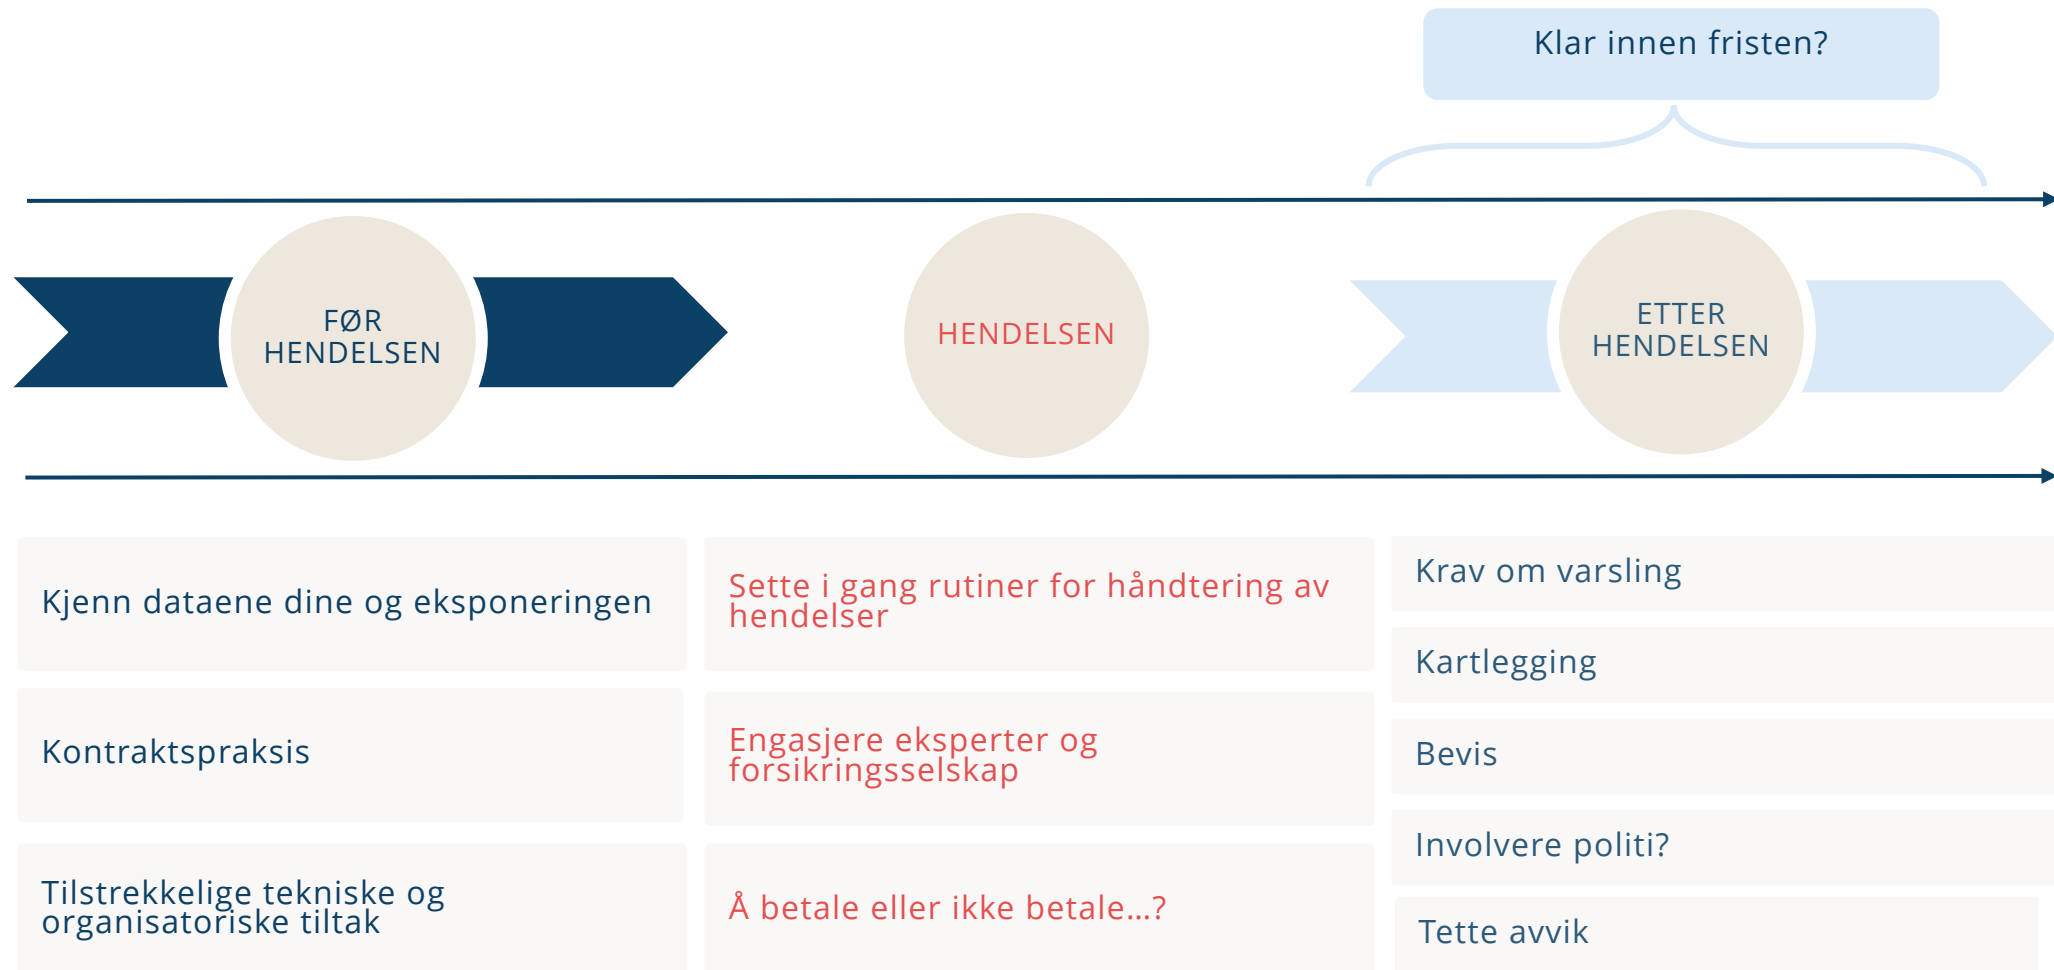 Klar innen fristen?
FØR
HENDELSEN
HENDELSEN
ETTER
HENDELSEN
Kjenn dataene dine og eksponeringen
Kontraktspraksis
Tilstrekkelige tekniske og
organisatoriske tiltak
Sette i gang rutiner for håndtering av
hendelser
Engasjere eksperter og
forsikringsselskap
Å betale eller ikke betale...?
Krav om varsling
Kartlegging
Bevis
Involvere politi?
Tette avvik